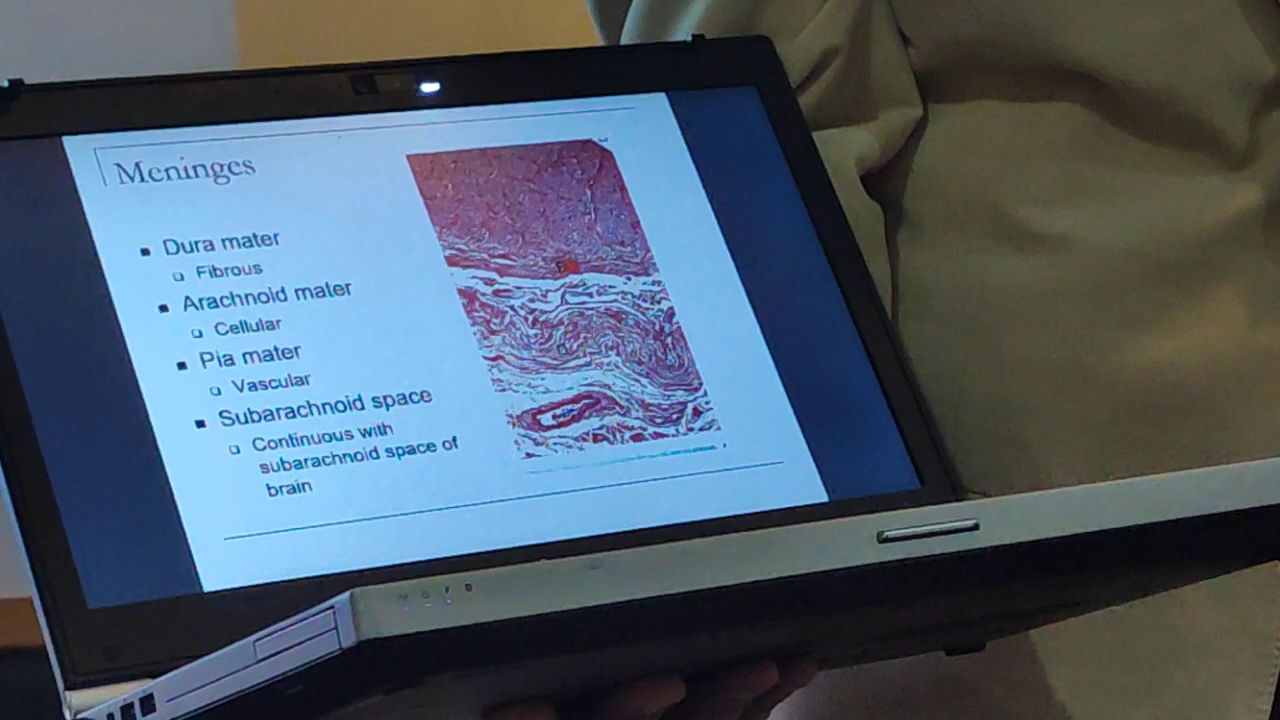 Meninges
Dura mater
Fibrous
Arachnoid mater
Cellular
Pia mater
Vascular
Subarachnoid space
Continuous with
subarachnoid space of
brain